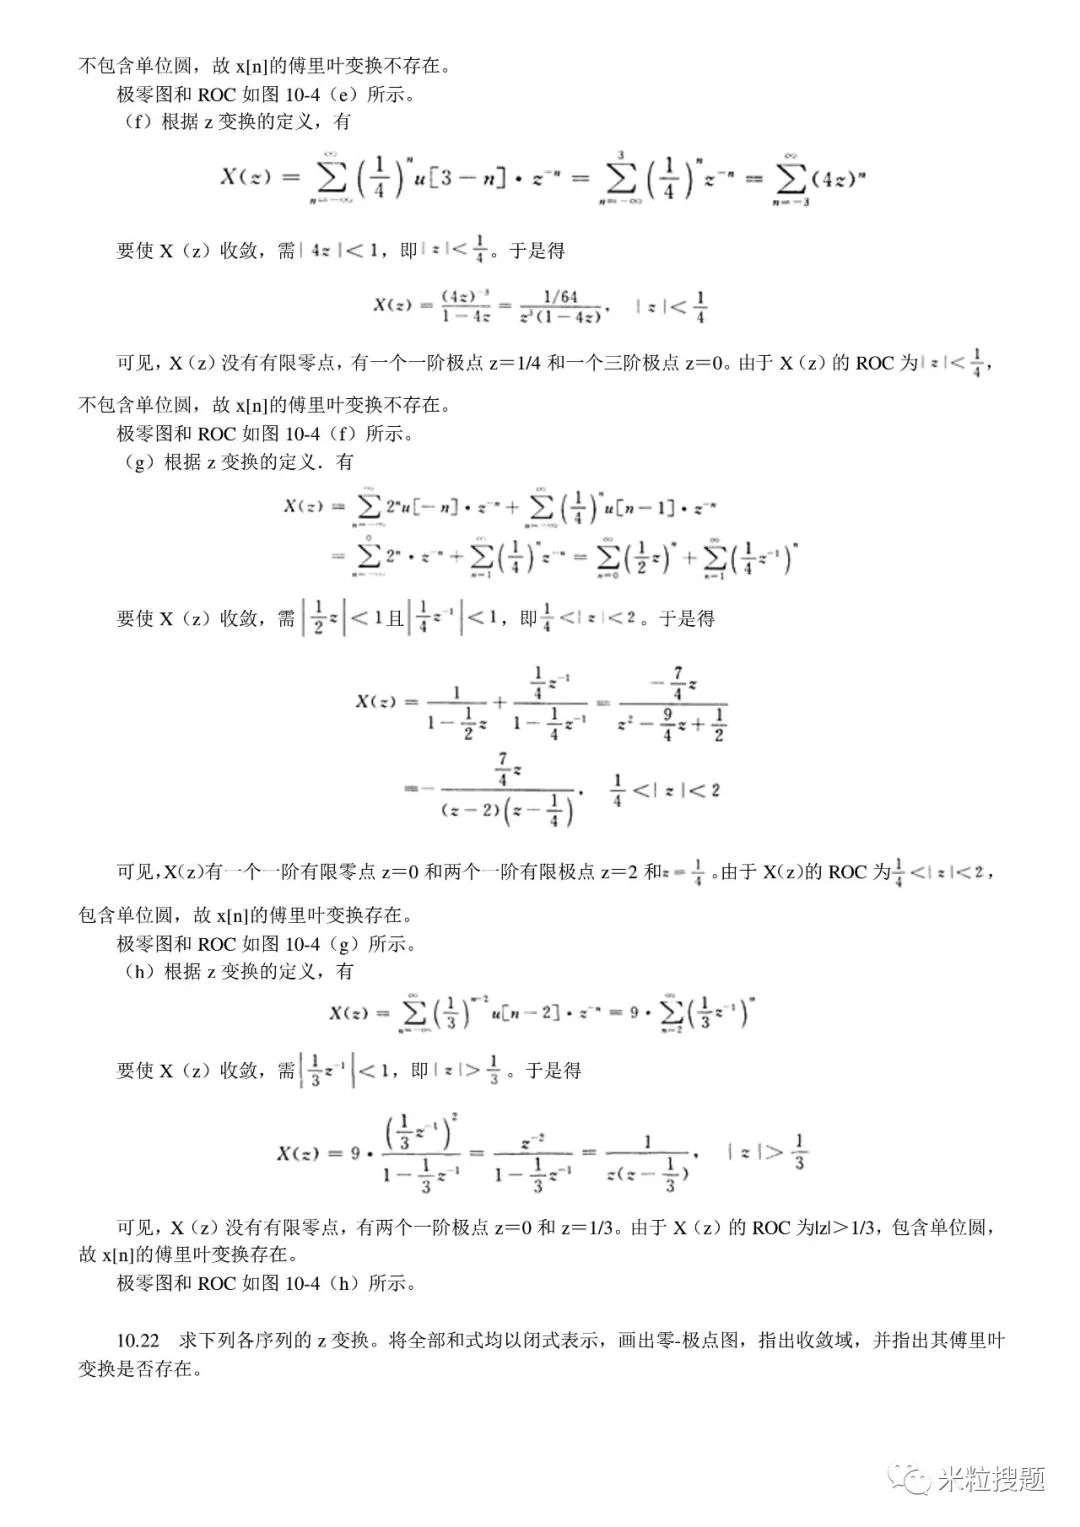 不包含单位圆，故 x[n]的傅里叶变换不存在。
极零图和 ROC 如图 10-4（e）所示。
（f）根据 z 变换的定义，有
X(z) = ∑_{n=-∞}^{∞} (1/4)^n u[3-n]·z^{-n} = ∑_{n=-∞}^{3} (1/4)^n z^{-n} = ∑_{n=-3}^{∞} (4z)^n
要使 X（z）收敛，需|4z|<1，即|z|<1/4。于是得
X(z) = (4z)^{-3}/(1-4z) = (1/64)/(z^3(1-4z)), |z|<1/4
可见，X（z）没有有限零点，有一个一阶极点 z=1/4 和一个三阶极点 z=0。由于 X（z）的 ROC 为|z|<1/4，
不包含单位圆，故 x[n]的傅里叶变换不存在。
极零图和 ROC 如图 10-4（f）所示。
（g）根据 z 变换的定义．有
X(z) = ∑_{n=-∞}^{∞} 2^n u[-n]·z^{-n} + ∑_{n=-∞}^{∞} (1/4)^n u[n-1]·z^{-n}
= ∑_{n=-∞}^{0} 2^n·z^{-n} + ∑_{n=1}^{∞} (1/4)^n z^{-n} = ∑_{n=0}^{∞} (1/2 z)^n + ∑_{n=1}^{∞} (1/4 z^{-1})^n
要使 X（z）收敛，需|1/2 z|<1且|1/4 z^{-1}|<1，即1/4<|z|<2。于是得
X(z) = 1/(1-1/2 z) + (1/4 z^{-1})/(1-1/4 z^{-1}) = (-7/4 z)/(z^2-9/4 z+1/2)
=-(7/4 z)/((z-2)(z-1/4)), 1/4<|z|<2
可见，X（z）有一个一阶有限零点 z=0 和两个一阶有限极点 z=2 和z=1/4。由于 X（z）的 ROC 为1/4<|z|<2，
包含单位圆，故 x[n]的傅里叶变换存在。
极零图和 ROC 如图 10-4（g）所示。
（h）根据 z 变换的定义，有
X(z) = ∑_{n=-∞}^{∞} (1/3)^{n-2} u[n-2]·z^{-n} = 9·∑_{n=2}^{∞} (1/3 z^{-1})^n
要使 X（z）收敛，需|1/3 z^{-1}|<1，即|z|>1/3。于是得
X(z) = 9·(1/3 z^{-1})^2/(1-1/3 z^{-1}) = z^{-2}/(1-1/3 z^{-1}) = 1/(z(z-1/3)), |z|>1/3
可见，X（z）没有有限零点，有两个一阶极点 z=0 和 z=1/3。由于 X（z）的 ROC 为|z|＞1/3，包含单位圆，
故 x[n]的傅里叶变换存在。
极零图和 ROC 如图 10-4（h）所示。
10.22 求下列各序列的 z 变换。将全部和式均以闭式表示，画出零-极点图，指出收敛域，并指出其傅里叶
变换是否存在。
米粒搜题